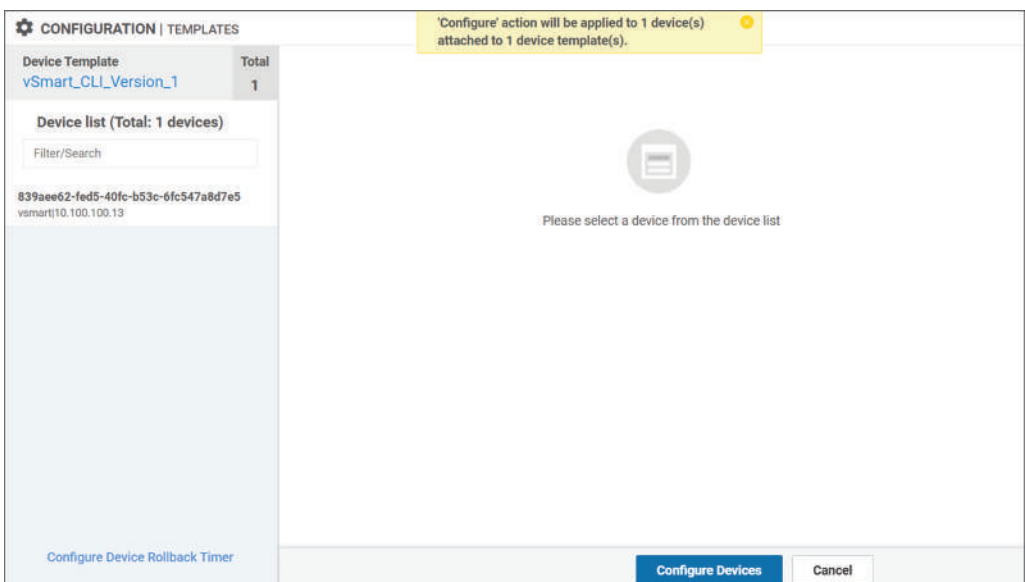 CONFIGURATION | TEMPLATES
'Configure' action will be applied to 1 device(s)
attached to 1 device template(s).
Device Template Total
vSmart_CLI_Version_1 1
Device list (Total: 1 devices)
Filter/Search
839aee62-fed5-40fc-b53c-6fc547a8d7e5
vsmart|10.100.100.13
Please select a device from the device list
Configure Device Rollback Timer
Configure Devices Cancel